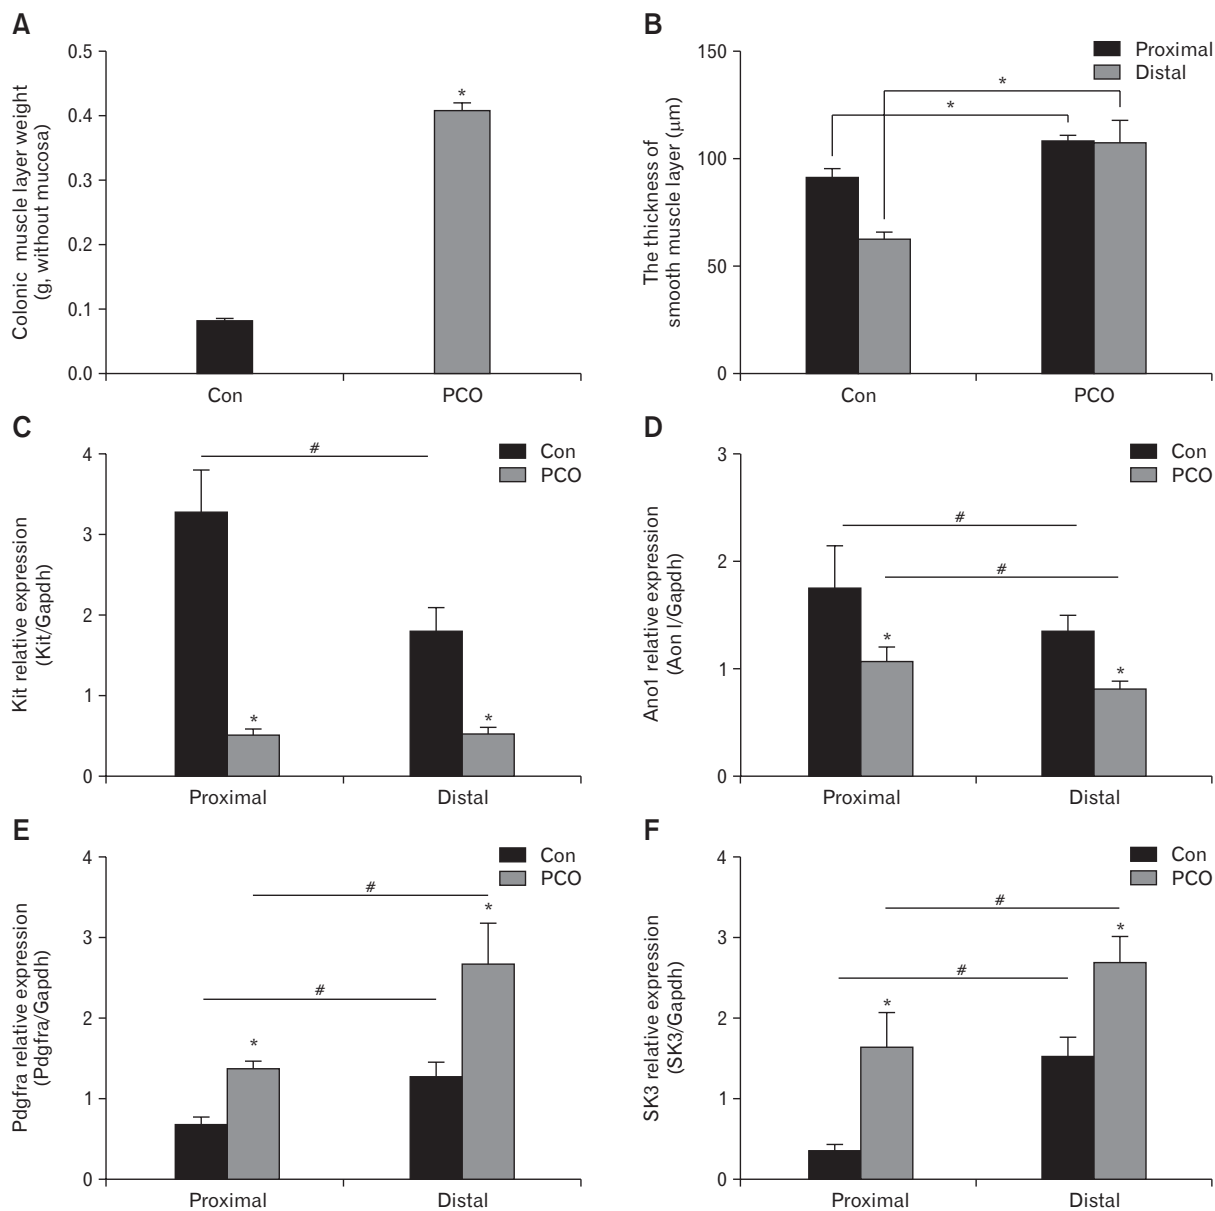 A
Colonic muscle layer weight
(g, without mucosa)
0.5
0.4
0.3
0.2
0.1
0.0
*
Con
PCO
B
The thickness of
smooth muscle layer (μm)
150
100
50
0
Proximal
Distal
*
*
Con
PCO
C
Kit relative expression
(Kit/Gapdh)
4
3
2
1
0
#
Con
PCO
*
*
Proximal
Distal
D
Ano1 relative expression
(Aon I/Gapdh)
3
2
1
0
Con
PCO
#
#
*
*
Proximal
Distal
E
Pdgfra relative expression
(Pdgfra/Gapdh)
4
3
2
1
0
Con
PCO
#
*
#
*
Proximal
Distal
F
SK3 relative expression
(SK3/Gapdh)
4
3
2
1
0
Con
PCO
#
*
#
*
Proximal
Distal